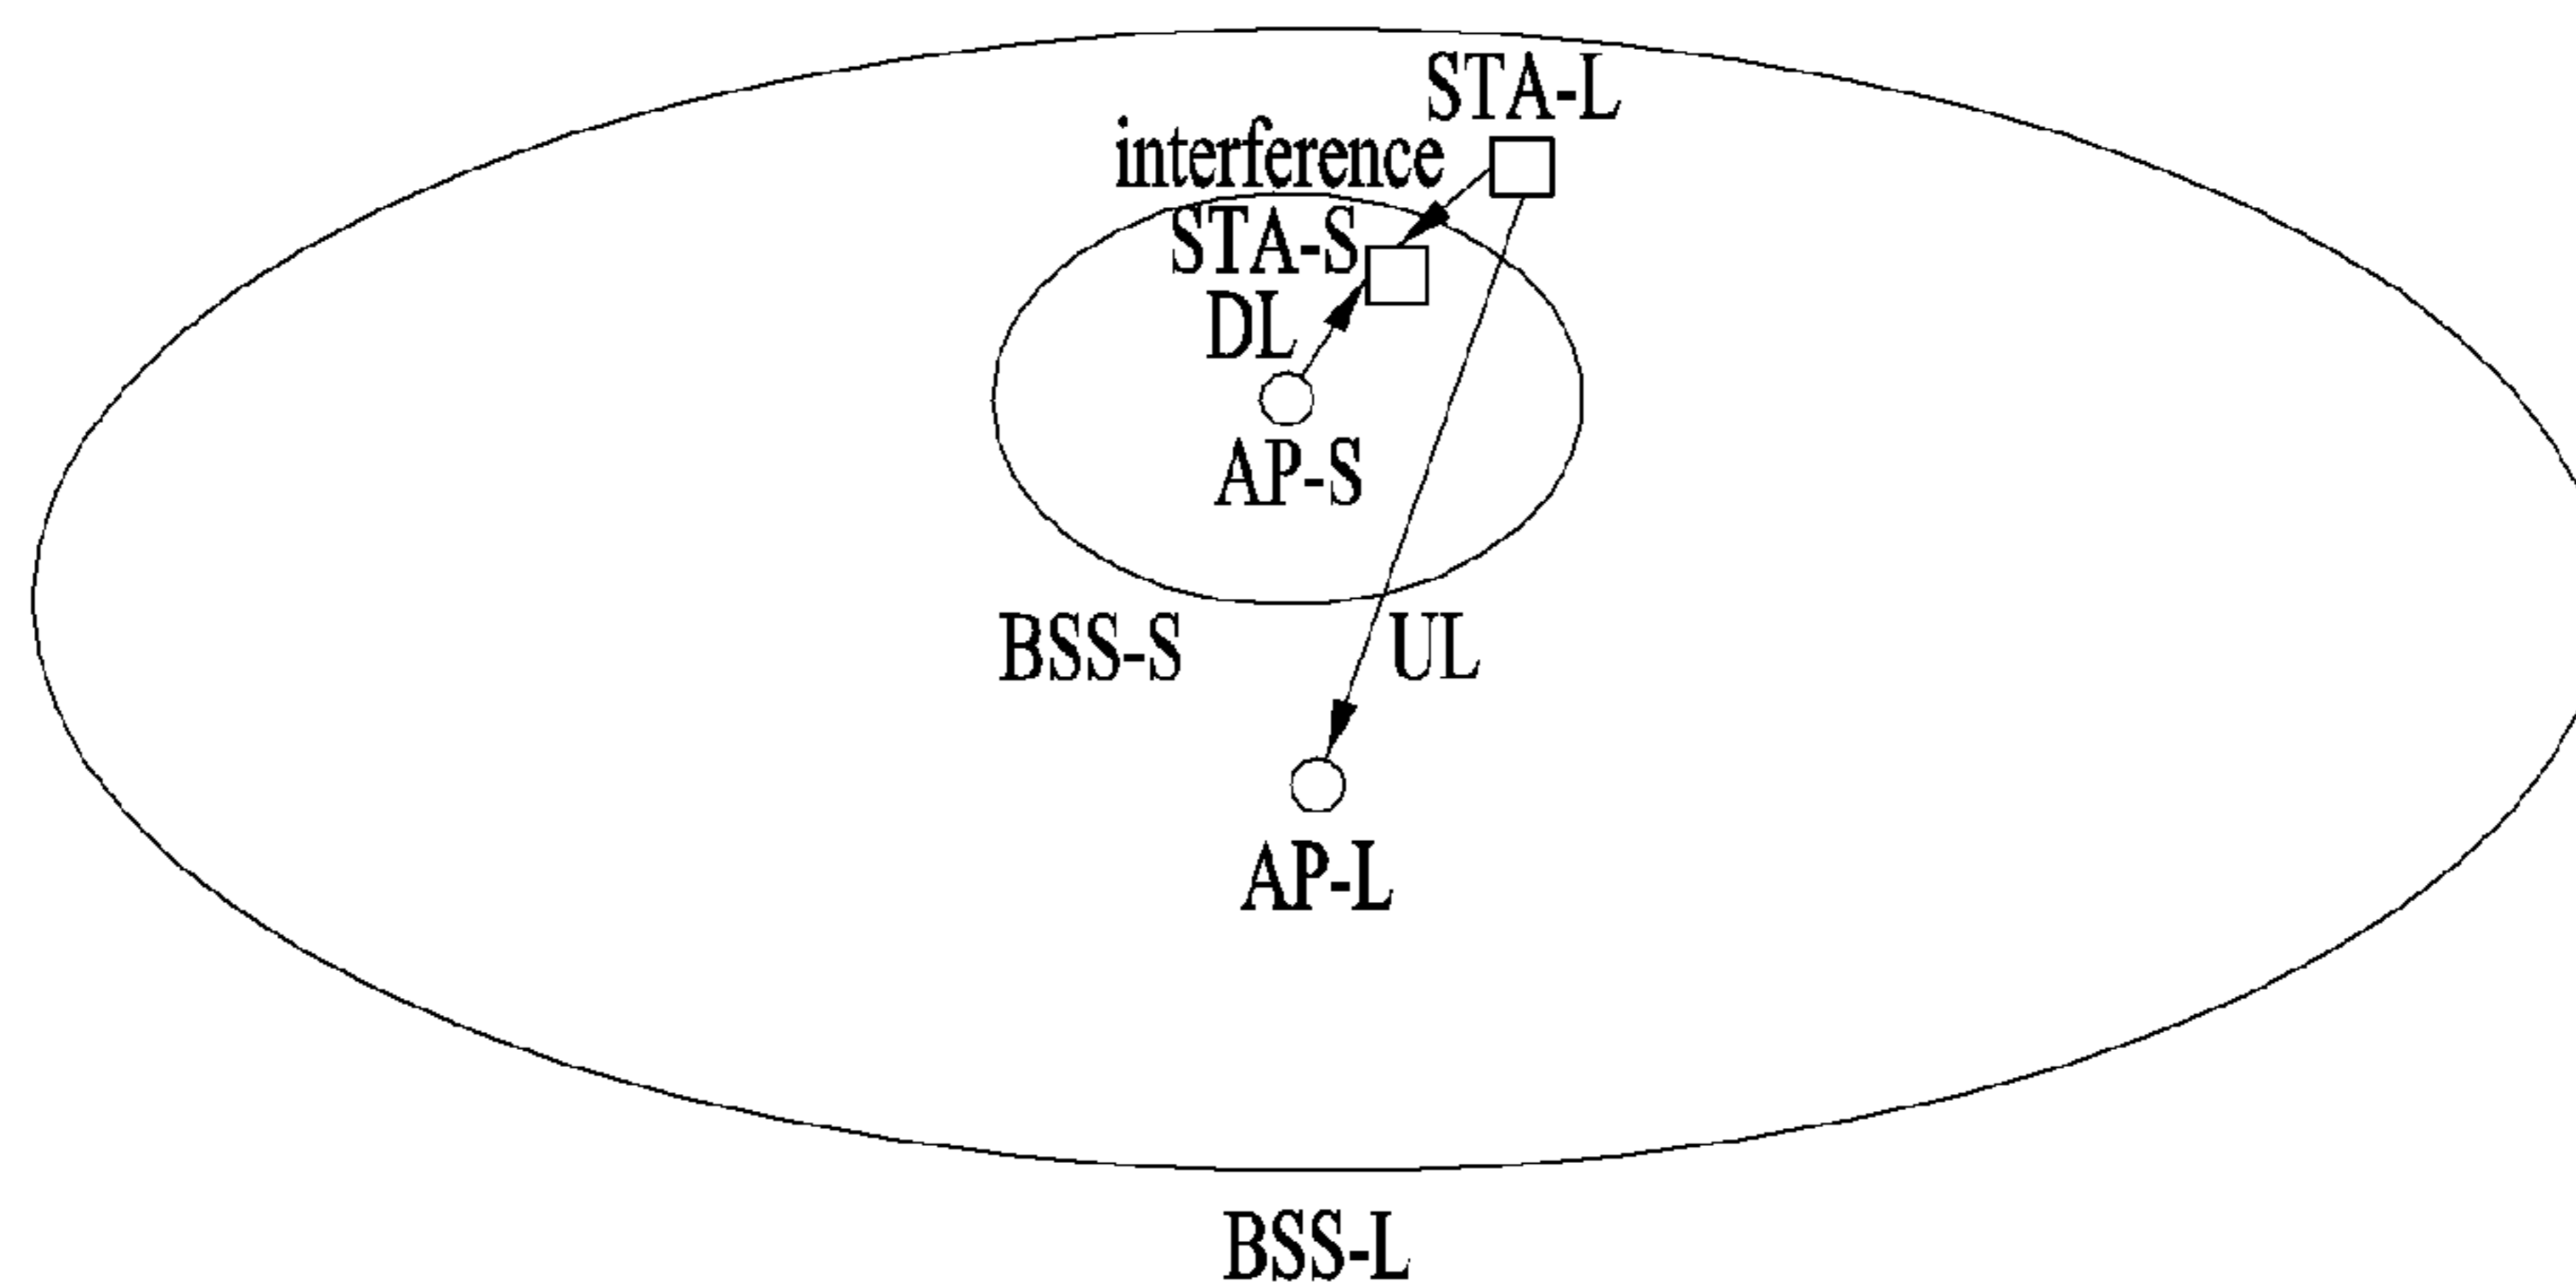 STA-L
interference
STA-S
DL
AP-S
BSS-S
UL
AP-L
BSS-L